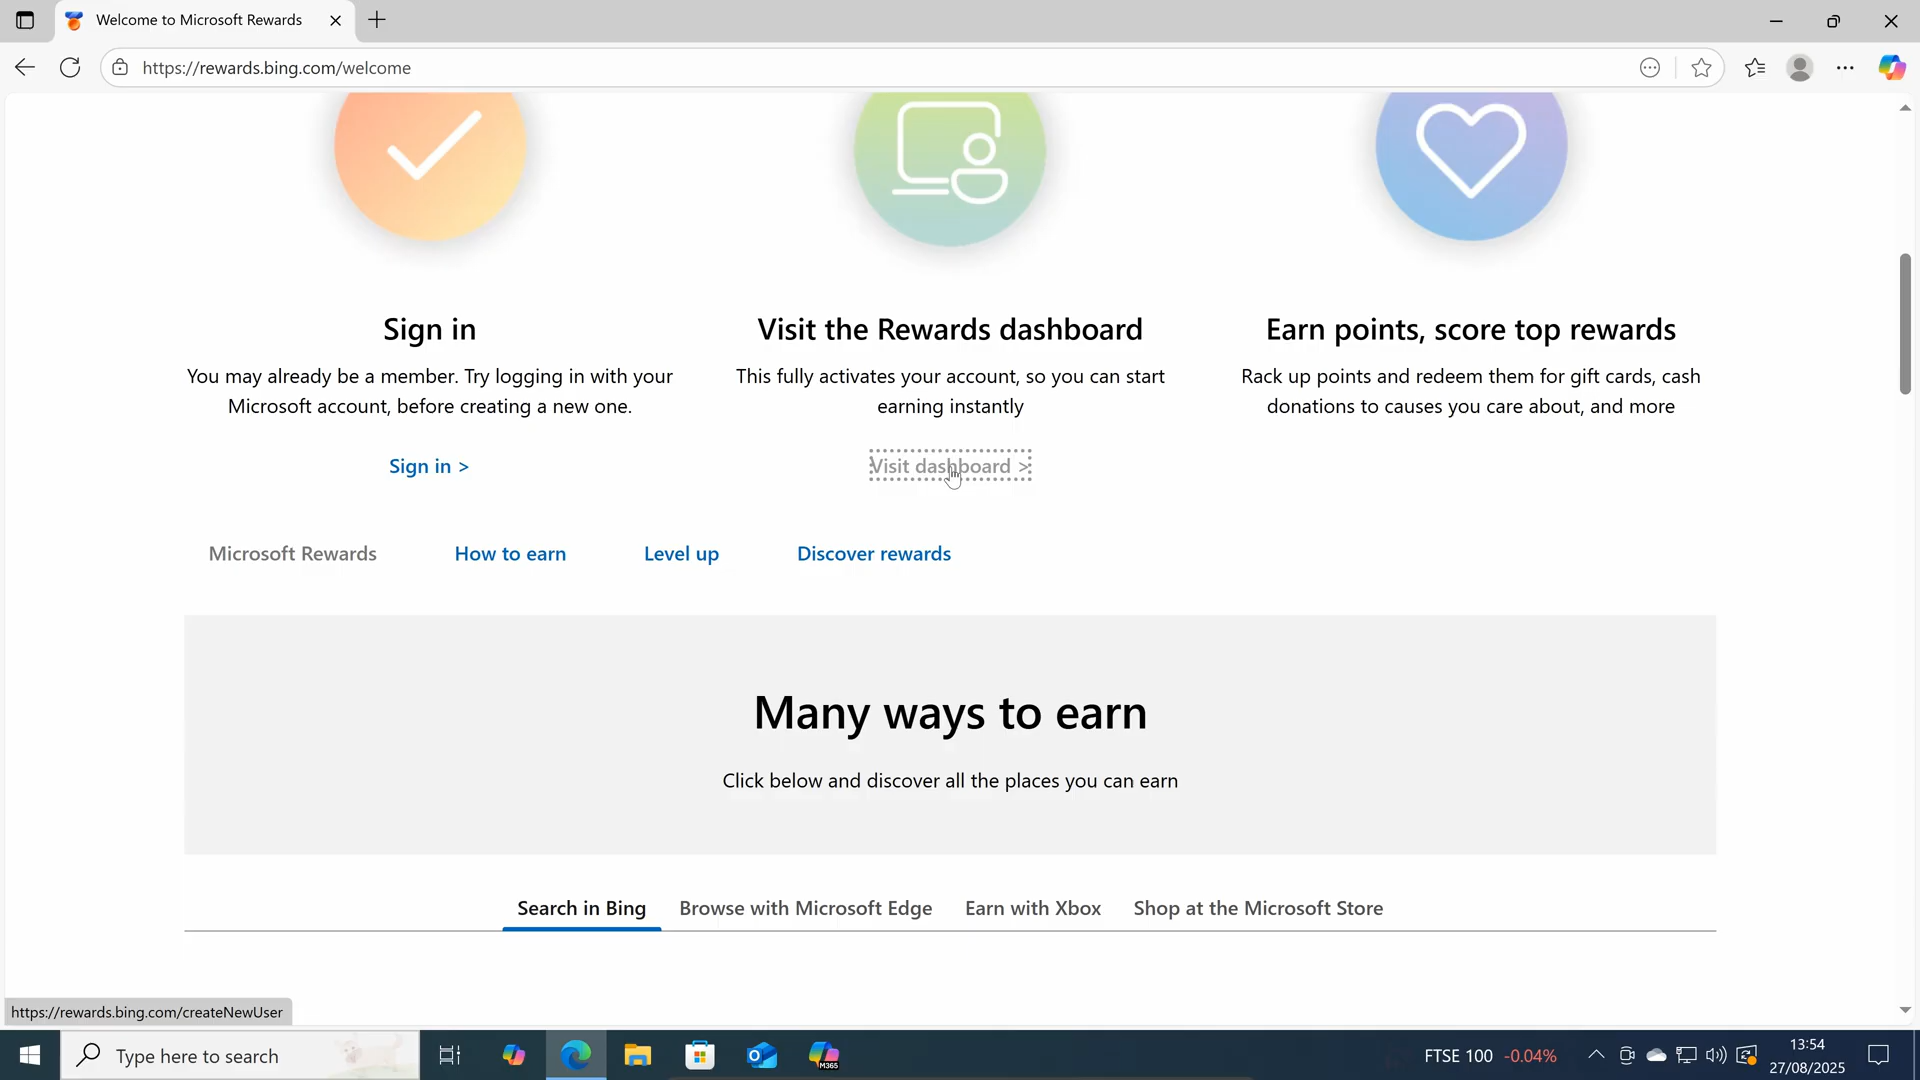 Welcome to Microsoft Rewards
https://rewards.bing.com/welcome
Sign in
You may already be a member. Try logging in with your
Microsoft account, before creating a new one.
Sign in >
Visit the Rewards dashboard
This fully activates your account, so you can start
earning instantly
Visit dashboard >
Earn points, score top rewards
Rack up points and redeem them for gift cards, cash
donations to causes you care about, and more
Microsoft Rewards How to earn Level up Discover rewards
Many ways to earn
Click below and discover all the places you can earn
Search in Bing Browse with Microsoft Edge Earn with Xbox Shop at the Microsoft Store
https://rewards.bing.com/createNewUser
Type here to search
M365
FTSE 100 -0.04%
13:54
27/08/2025